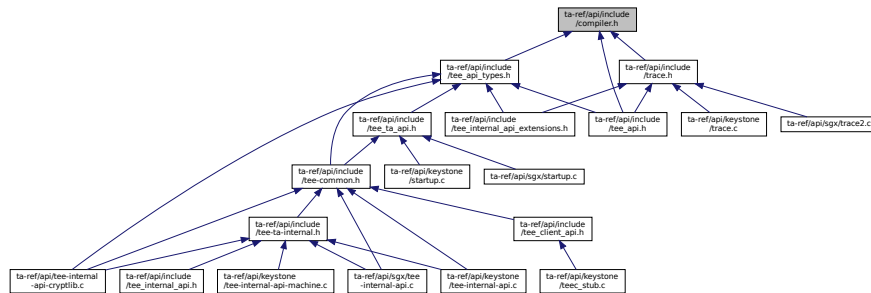 ta-ref/api/include
/compiler.h
ta-ref/api/include
/tee_api_types.h
ta-ref/api/include
/trace.h
ta-ref/api/include
/tee_ta_api.h
ta-ref/api/include
/tee_internal_api_extensions.h
ta-ref/api/include
/tee_api.h
ta-ref/api/keystone
/trace.c
ta-ref/api/sgx/trace2.c
ta-ref/api/include
/tee-common.h
ta-ref/api/keystone
/startup.c
ta-ref/api/sgx/startup.c
ta-ref/api/include
/tee-ta-internal.h
ta-ref/api/include
/tee_client_api.h
ta-ref/api/tee-internal
-api-cryptlib.c
ta-ref/api/include
/tee_internal_api.h
ta-ref/api/keystone
/tee-internal-api-machine.c
ta-ref/api/sgx/tee
-internal-api.c
ta-ref/api/keystone
/tee-internal-api.c
ta-ref/api/keystone
/teec_stub.c